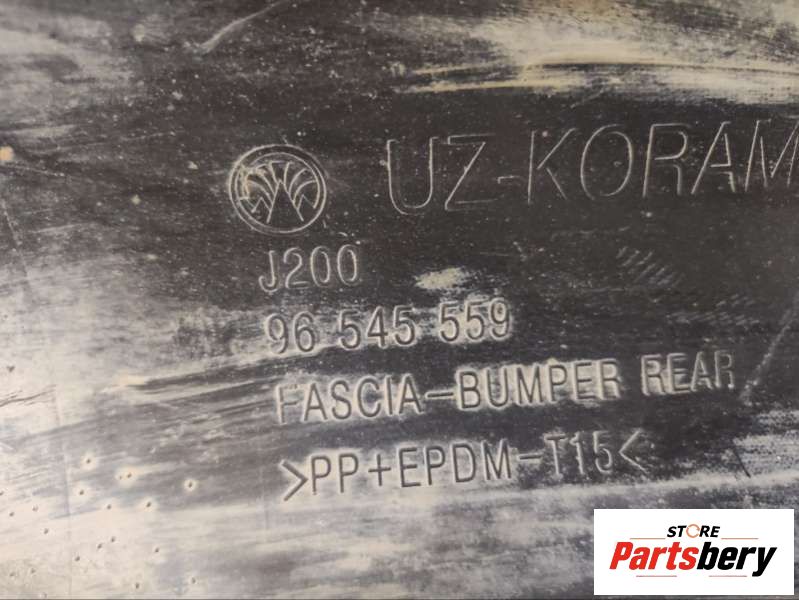 UZ-KORAM
J200
96 545 559
FASCIA-BUMPER REAR
>PP+EPDM-T15<
STORE
Partsbery